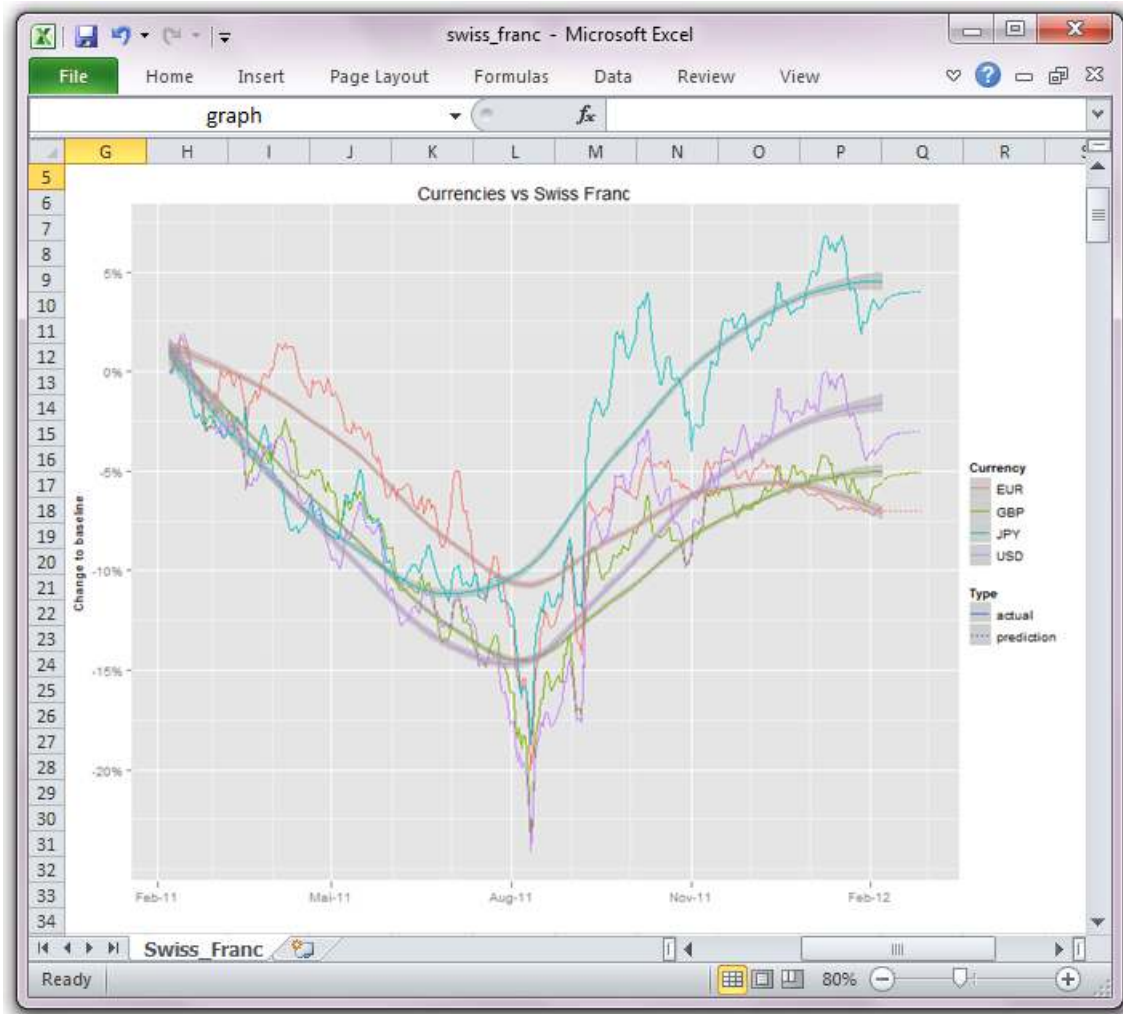 swiss_franc - Microsoft Excel
File Home Insert Page Layout Formulas Data Review View
graph fx
G H I J K L M N O P Q R
5
6
7
8
9
10
11
12
13
14
15
16
17
18
19
20
21
22
23
24
25
26
27
28
29
30
31
32
33
34
Currencies vs Swiss Franc
5%
0%
-5%
-10%
-15%
-20%
Change to baseline
Feb-11 Mai-11 Aug-11 Nov-11 Feb-12
Currency
EUR
GBP
JPY
USD
Type
actual
prediction
Swiss_Franc
Ready 80%